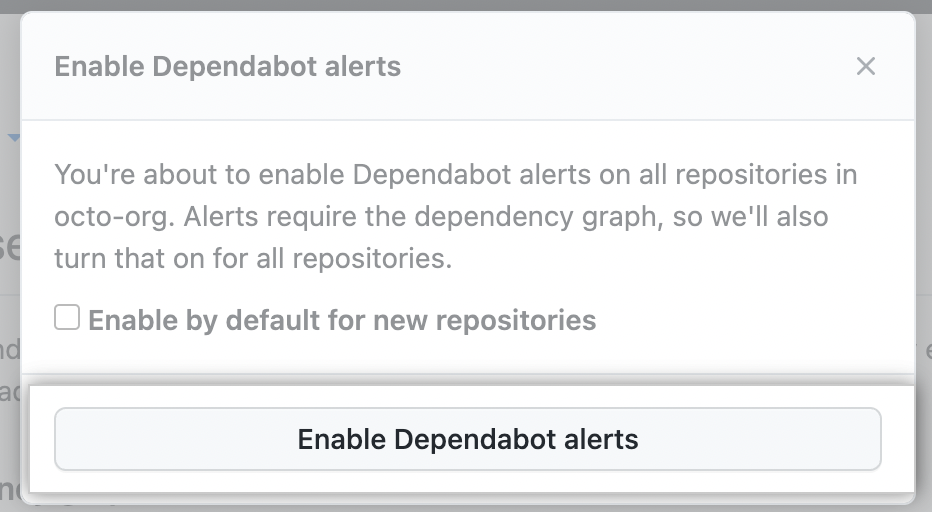 Enable Dependabot alerts
You're about to enable Dependabot alerts on all repositories in
octo-org. Alerts require the dependency graph, so we'll also
turn that on for all repositories.
Enable by default for new repositories
Enable Dependabot alerts